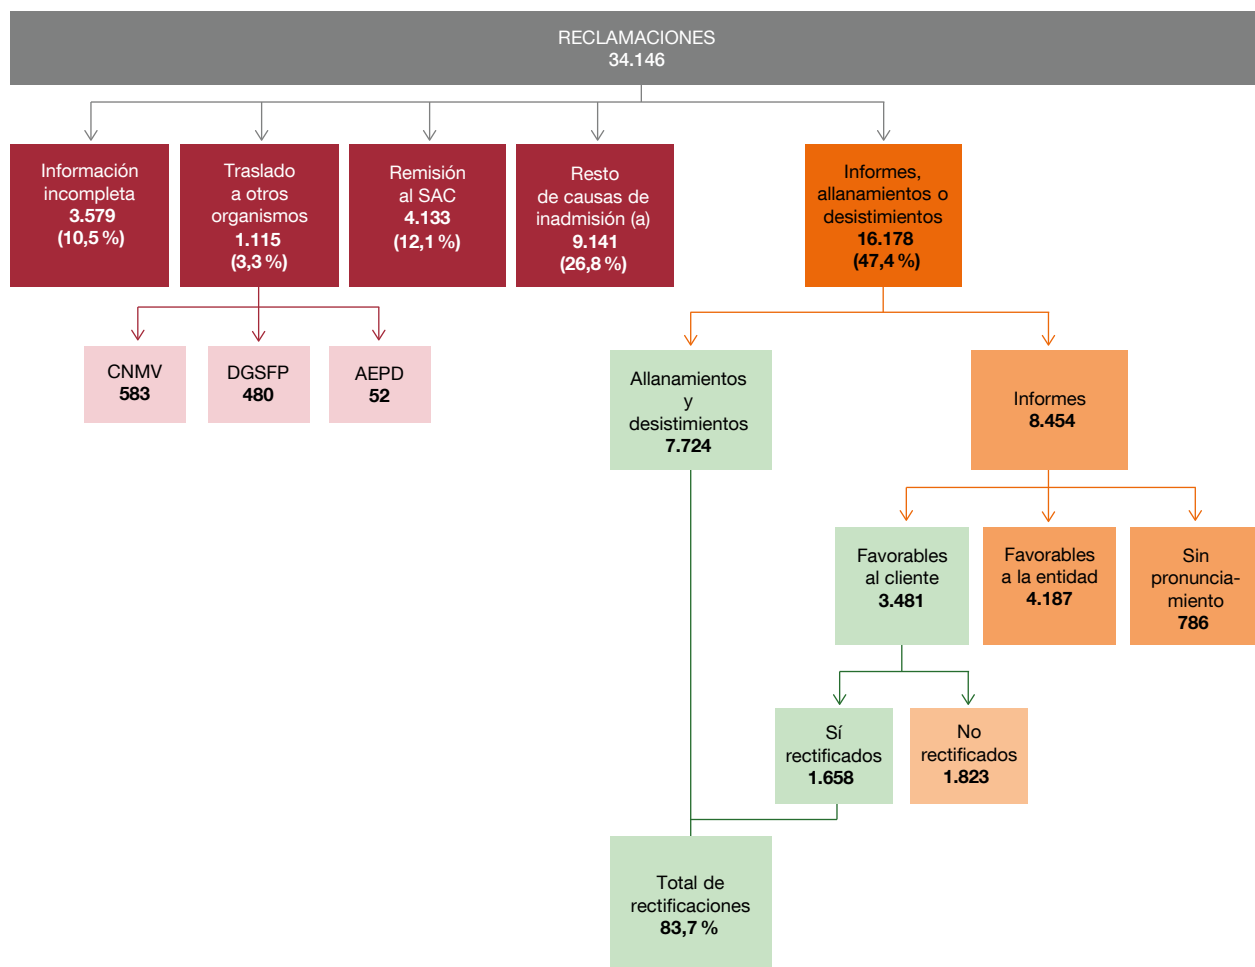 RECLAMACIONES
34.146
Información
incompleta
3.579
(10,5 %)
Traslado
a otros
organismos
1.115
(3,3 %)
Remisión
al SAC
4.133
(12,1 %)
Resto
de causas de
inadmisión (a)
9.141
(26,8 %)
Informes,
allanamientos o
desistimientos
16.178
(47,4 %)
CNMV
583
DGSFP
480
AEPD
52
Allanamientos
y
desistimientos
7.724
Informes
8.454
Favorables
al cliente
3.481
Favorables
a la entidad
4.187
Sin
pronuncia-
miento
786
Sí
rectificados
1.658
No
rectificados
1.823
Total de
rectificaciones
83,7 %